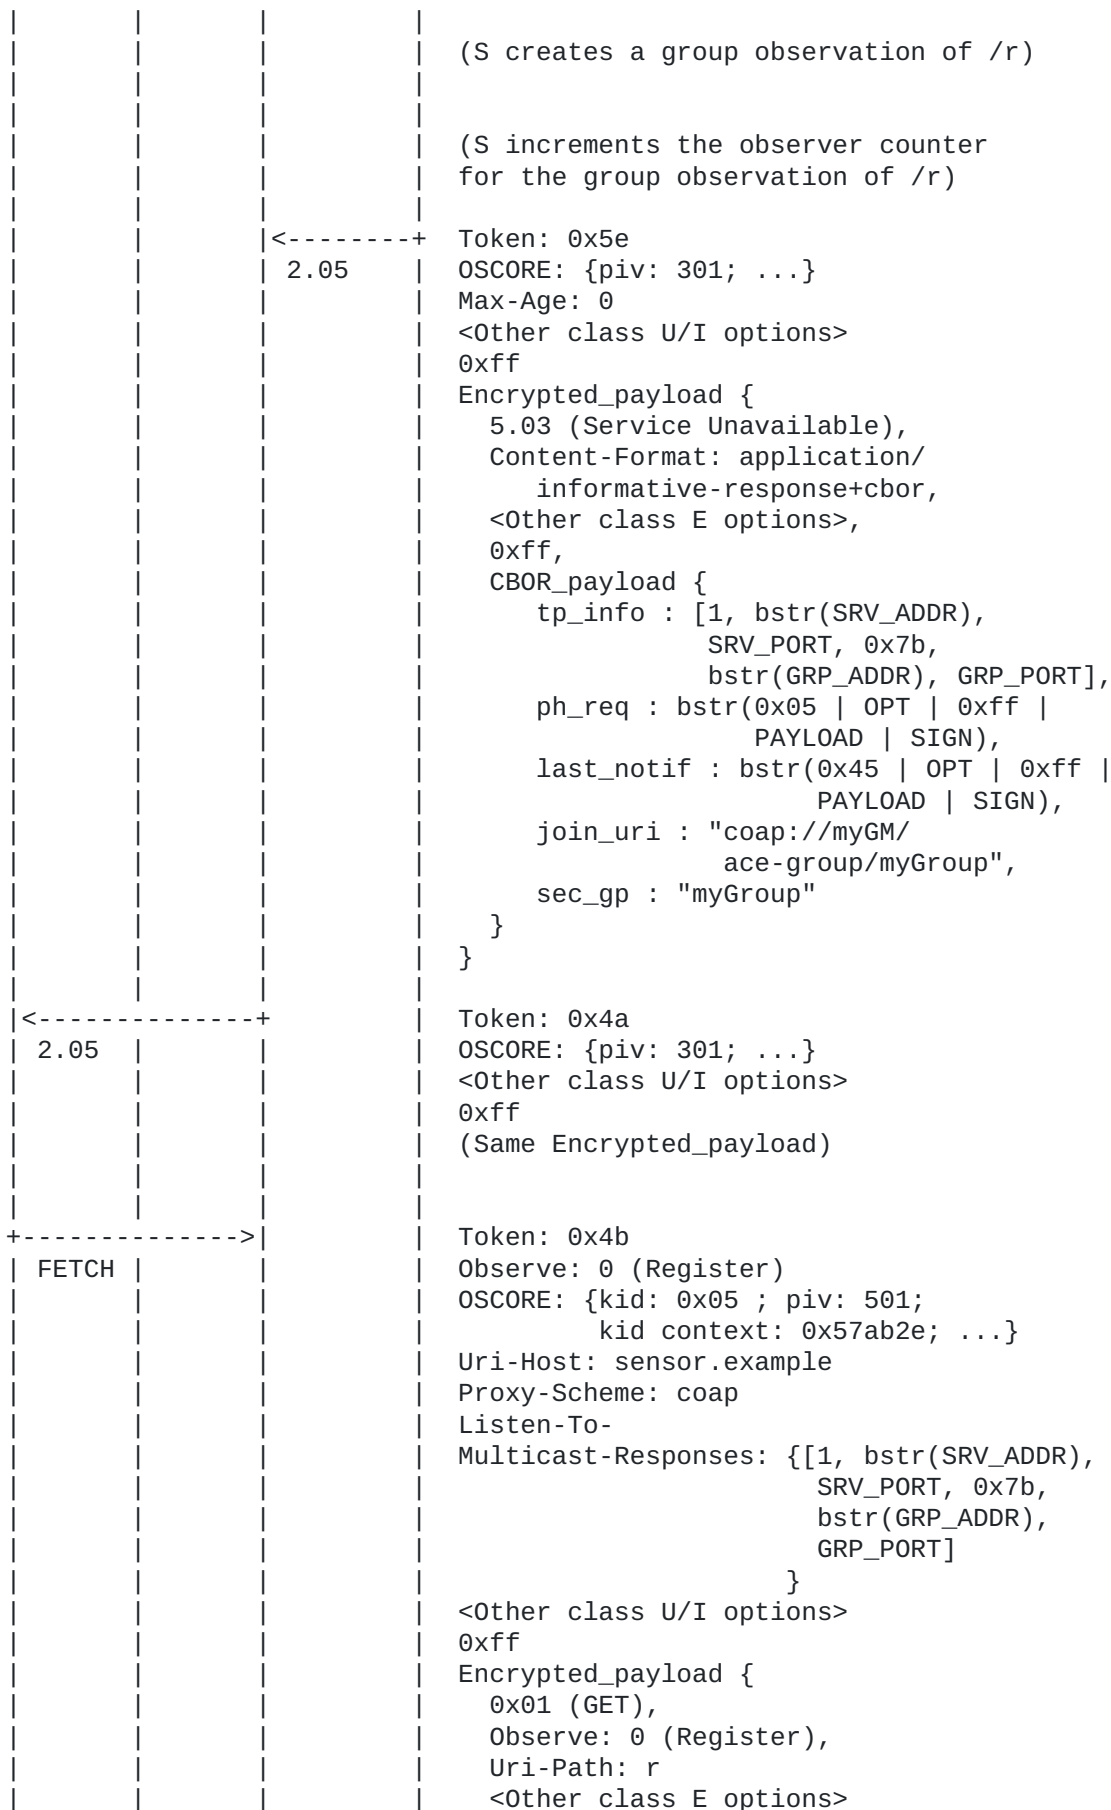 |       |       |         |
|       |       |         |  (S creates a group observation of /r)
|       |       |         |
|       |       |         |
|       |       |         |  (S increments the observer counter
|       |       |         |  for the group observation of /r)
|       |       |         |
|       |       |<--------+  Token: 0x5e
|       |       | 2.05    |  OSCORE: {piv: 301; ...}
|       |       |         |  Max-Age: 0
|       |       |         |  <Other class U/I options>
|       |       |         |  0xff
|       |       |         |  Encrypted_payload {
|       |       |         |    5.03 (Service Unavailable),
|       |       |         |    Content-Format: application/
|       |       |         |       informative-response+cbor,
|       |       |         |    <Other class E options>,
|       |       |         |    0xff,
|       |       |         |    CBOR_payload {
|       |       |         |       tp_info : [1, bstr(SRV_ADDR),
|       |       |         |                  SRV_PORT, 0x7b,
|       |       |         |                  bstr(GRP_ADDR), GRP_PORT],
|       |       |         |       ph_req : bstr(0x05 | OPT | 0xff |
|       |       |         |                     PAYLOAD | SIGN),
|       |       |         |       last_notif : bstr(0x45 | OPT | 0xff |
|       |       |         |                         PAYLOAD | SIGN),
|       |       |         |       join_uri : "coap://myGM/
|       |       |         |                   ace-group/myGroup",
|       |       |         |       sec_gp : "myGroup"
|       |       |         |    }
|       |       |         |  }
|       |       |         |
|<--------------+         |  Token: 0x4a
| 2.05  |       |         |  OSCORE: {piv: 301; ...}
|       |       |         |  <Other class U/I options>
|       |       |         |  0xff
|       |       |         |  (Same Encrypted_payload)
|       |       |         |
|       |       |         |
+-------------->|         |  Token: 0x4b
| FETCH |       |         |  Observe: 0 (Register)
|       |       |         |  OSCORE: {kid: 0x05 ; piv: 501;
|       |       |         |           kid context: 0x57ab2e; ...}
|       |       |         |  Uri-Host: sensor.example
|       |       |         |  Proxy-Scheme: coap
|       |       |         |  Listen-To-
|       |       |         |  Multicast-Responses: {[1, bstr(SRV_ADDR),
|       |       |         |                         SRV_PORT, 0x7b,
|       |       |         |                         bstr(GRP_ADDR),
|       |       |         |                         GRP_PORT]
|       |       |         |                       }
|       |       |         |  <Other class U/I options>
|       |       |         |  0xff
|       |       |         |  Encrypted_payload {
|       |       |         |    0x01 (GET),
|       |       |         |    Observe: 0 (Register),
|       |       |         |    Uri-Path: r
|       |       |         |    <Other class E options>